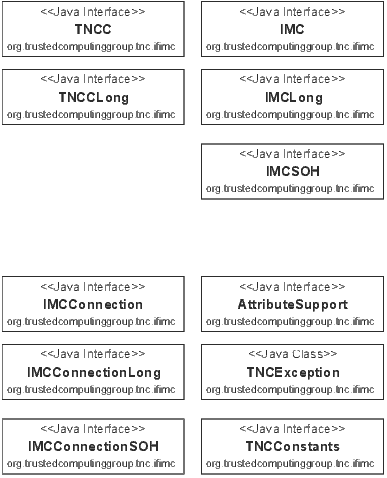 <<Java Interface>>
TNCC
org.trustedcomputinggroup.tnc.ifimc
<<Java Interface>>
IMC
org.trustedcomputinggroup.tnc.ifimc
<<Java Interface>>
TNCCLong
org.trustedcomputinggroup.tnc.ifimc
<<Java Interface>>
IMCLong
org.trustedcomputinggroup.tnc.ifimc
<<Java Interface>>
IMCSOH
org.trustedcomputinggroup.tnc.ifimc
<<Java Interface>>
IMCConnection
org.trustedcomputinggroup.tnc.ifimc
<<Java Interface>>
AttributeSupport
org.trustedcomputinggroup.tnc.ifimc
<<Java Interface>>
IMCConnectionLong
org.trustedcomputinggroup.tnc.ifimc
<<Java Class>>
TNCException
org.trustedcomputinggroup.tnc.ifimc
<<Java Interface>>
IMCConnectionSOH
org.trustedcomputinggroup.tnc.ifimc
<<Java Interface>>
TNCConstants
org.trustedcomputinggroup.tnc.ifimc